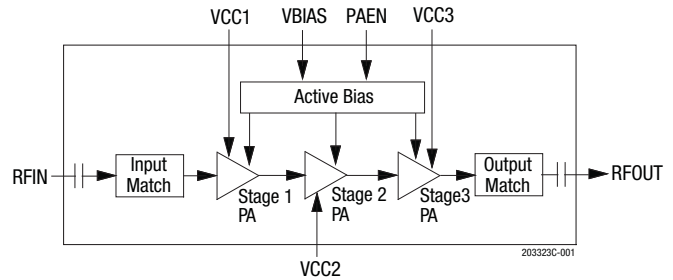 VCC1
VBIAS
PAEN
VCC3
Active Bias
RFIN
Input
Match
Stage 1
PA
Stage 2
PA
Stage3
PA
Output
Match
RFOUT
203323C-001
VCC2